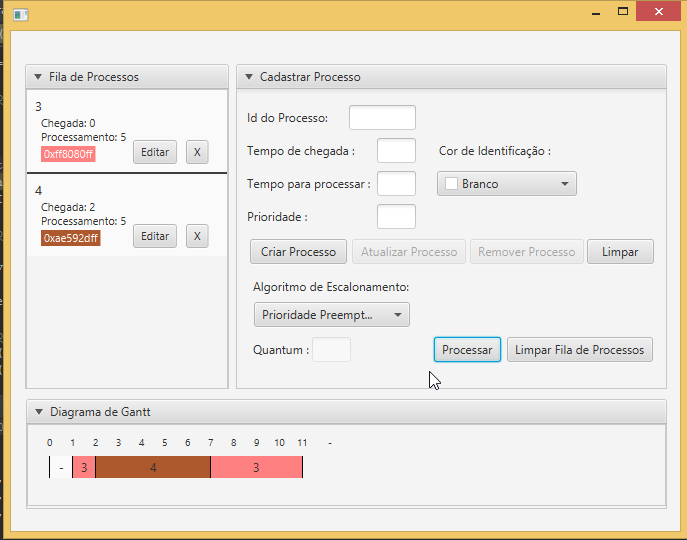 Fila de Processos
3
Chegada: 0
Processamento: 5
0xff8080ff
Editar
X
4
Chegada: 2
Processamento: 5
0xae592dff
Editar
X
Cadastrar Processo
Id do Processo:
Tempo de chegada :
Cor de Identificação :
Tempo para processar :
Branco
Prioridade :
Criar Processo
Atualizar Processo
Remover Processo
Limpar
Algoritmo de Escalonamento:
Prioridade Preempt...
Quantum :
Processar
Limpar Fila de Processos
Diagrama de Gantt
0 1 2 3 4 5 6 7 8 9 10 11 -
- 3 4 3